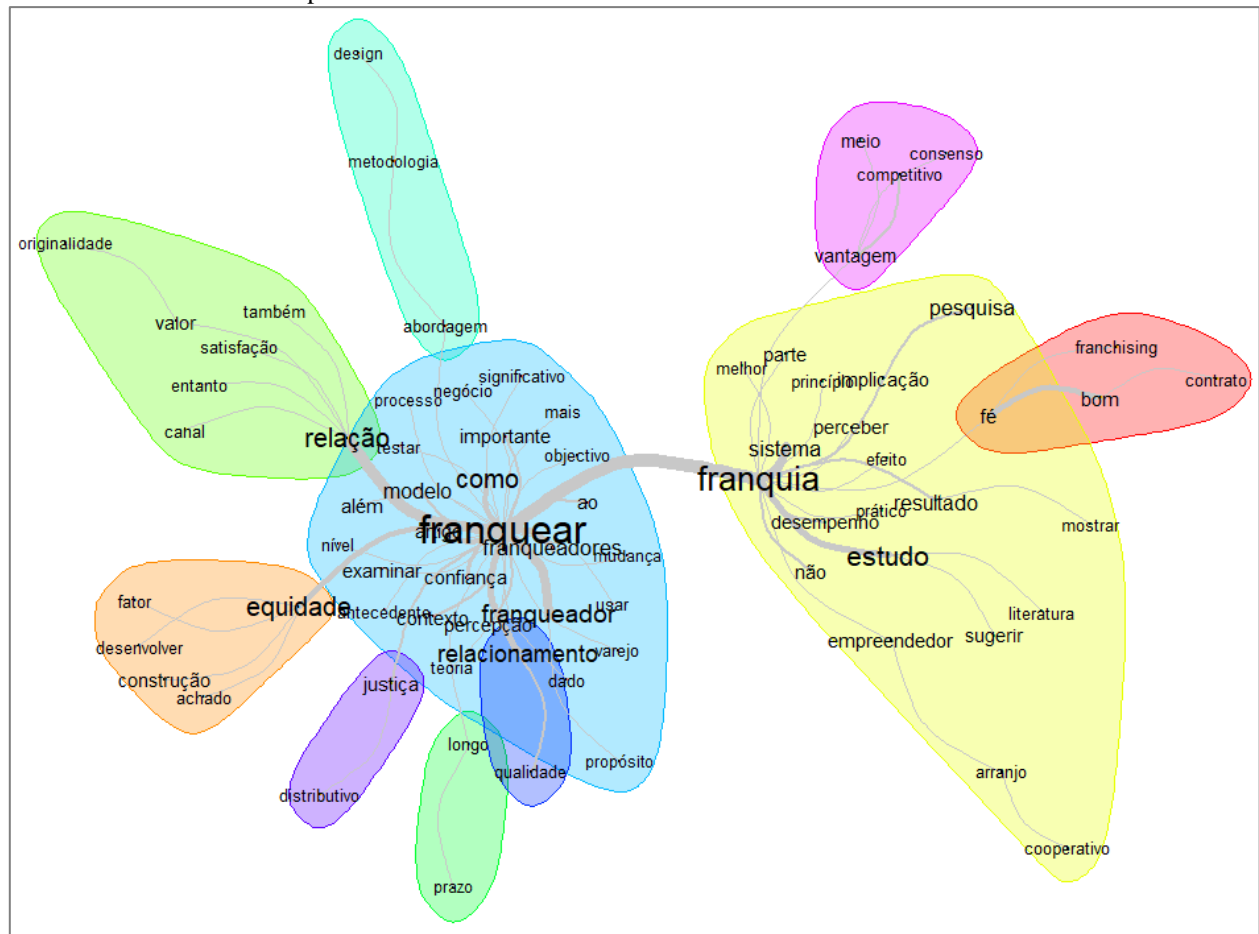 design
meio
consenso
competitivo
metodologia
vantagem
originalidade
pesquisa
também
valor
abordagem
satisfação
franchising
parte
melhor
contrato
princípio
implicação
entanto
significativo
negócio
processo
bom
mais
fé
canal
perceber
relação
testar
importante
sistema
objectivo
efeito
franquia
modelo
como
resultado
além
ao
prático
desempenho
mostrar
franquear
nível
franqueadores
mudança
estudo
examinar
confiança
não
fator
equidade
antecedente
contexto
percepção
franqueador
usar
literatura
sugerir
empreendedor
desenvolver
relacionamento
varejo
teoria
construção
justiça
dado
achado
longo
qualidade
propósito
arranjo
distributivo
cooperativo
prazo